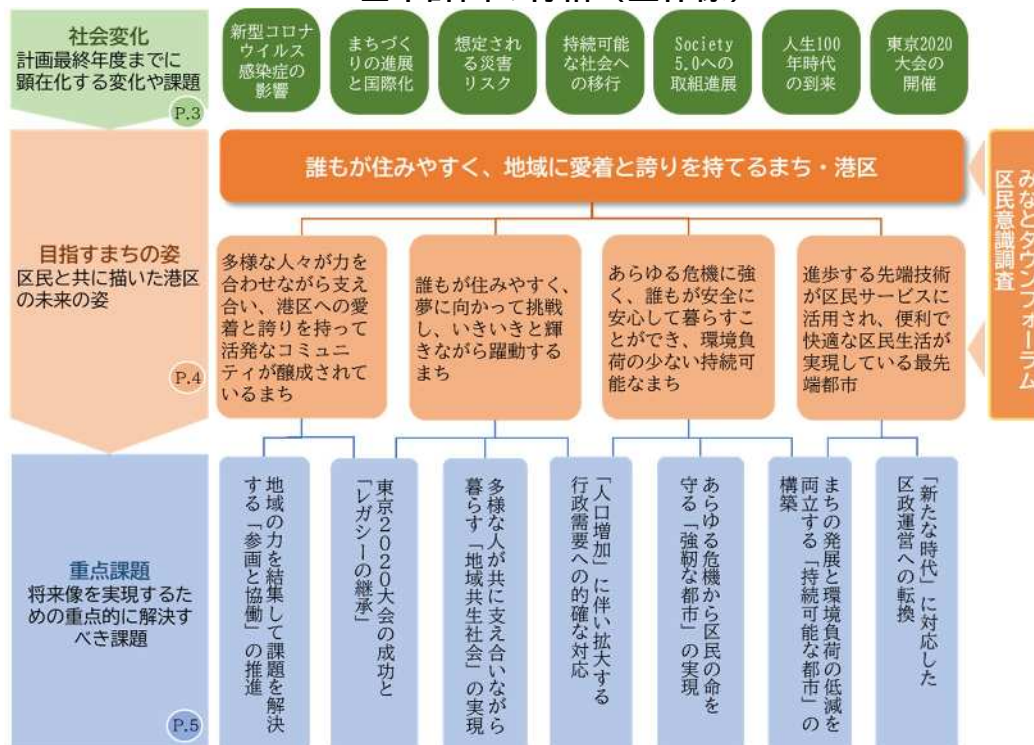 社会変化
計画最終年度までに
顕在化する変化や課題
P.3
新型コロナ
ウイルス
感染症の
影響
まちづく
りの進展
と国際化
想定され
る災害
リスク
持続可能
な社会へ
の移行
Society
5.0への
取組進展
人生100
年時代
の到来
東京2020
大会の
開催
目指すまちの姿
区民と共に描いた港区
の未来の姿
P.4
誰もが住みやすく、地域に愛着と誇りを持てるまち・港区
多様な人々が力を
合わせながら支え
合い、港区への愛
着と誇りを持って
活発なコミュニ
ティが醸成されて
いるまち
誰もが住みやすく、
夢に向かって挑戦
し、いきいきと輝
きながら躍動する
まち
あらゆる危機に強
く、誰もが安全に
安心して暮らすこ
とができ、環境負
荷の少ない持続可
能なまち
進歩する先端技術
が区民サービスに
活用され、便利で
快適な区民生活が
実現している最先
端都市
みなとタウンフォーラム
区民意識調査
重点課題
将来像を実現するた
めの重点的に解決す
べき課題
P.5
地域の力を結集して課題を解決
する「参画と協働」の推進
東京2020大会の成功と
「レガシーの継承」
多様な人が共に支え合いながら
暮らす「地域共生社会」の実現
「人口増加」に伴い拡大する
行政需要への的確な対応
あらゆる危機から区民の命を
守る「強靭な都市」の実現
まちの発展と環境負荷の低減を
両立する「持続可能な都市」の
構築
「新たな時代」に対応した
区政運営への転換